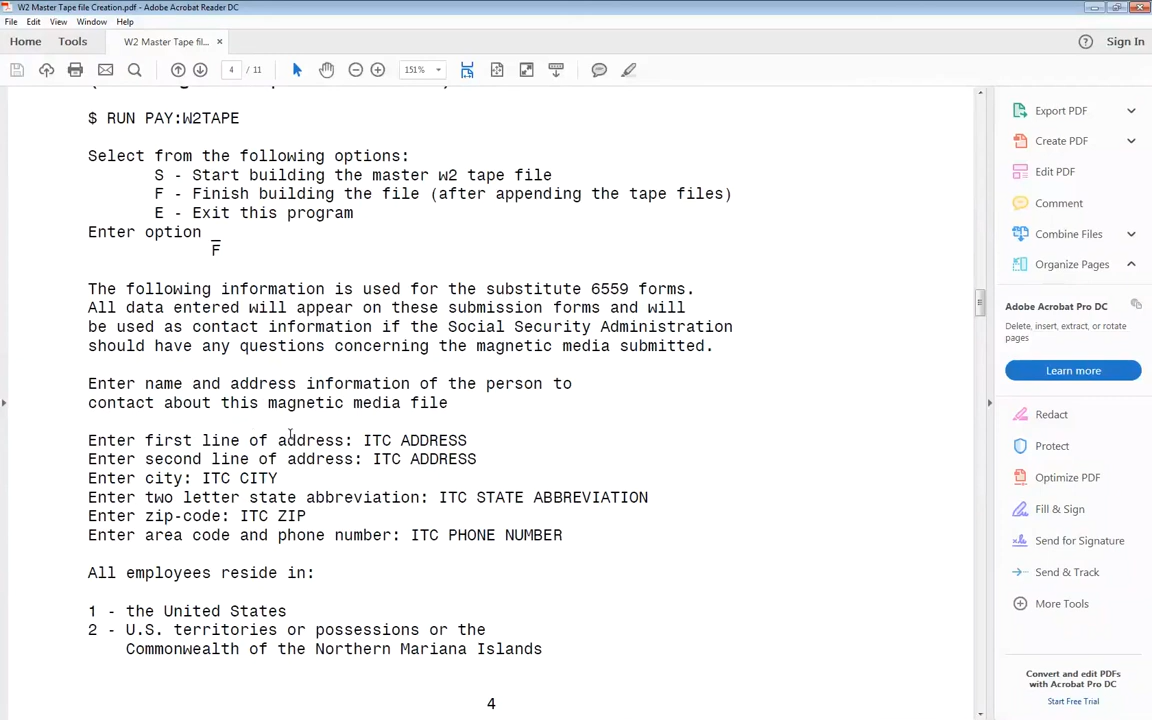 W2 Master Tape file Creation.pdf - Adobe Acrobat Reader DC
File Edit View Window Help
Home Tools W2 Master Tape fil... × Sign In
4 / 11 151%
$ RUN PAY:W2TAPE
Select from the following options:
S - Start building the master w2 tape file
F - Finish building the file (after appending the tape files)
E - Exit this program
Enter option
F
The following information is used for the substitute 6559 forms.
All data entered will appear on these submission forms and will
be used as contact information if the Social Security Administration
should have any questions concerning the magnetic media submitted.
Enter name and address information of the person to
contact about this magnetic media file
Enter first line of address: ITC ADDRESS
Enter second line of address: ITC ADDRESS
Enter city: ITC CITY
Enter two letter state abbreviation: ITC STATE ABBREVIATION
Enter zip-code: ITC ZIP
Enter area code and phone number: ITC PHONE NUMBER
All employees reside in:
1 - the United States
2 - U.S. territories or possessions or the
Commonwealth of the Northern Mariana Islands
4
Export PDF
Create PDF
Edit PDF
Comment
Combine Files
Organize Pages
Adobe Acrobat Pro DC
Delete, insert, extract, or rotate
pages
Learn more
Redact
Protect
Optimize PDF
Fill & Sign
Send for Signature
Send & Track
More Tools
Convert and edit PDFs
with Acrobat Pro DC
Start Free Trial